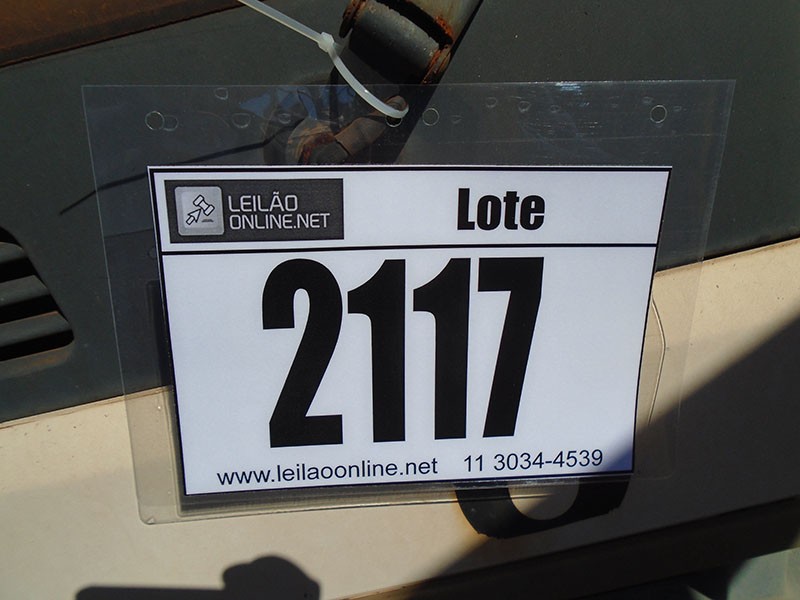 LEILÃO
ONLINE.NET
Lote
2117
www.leilaoonline.net 11 3034-4539